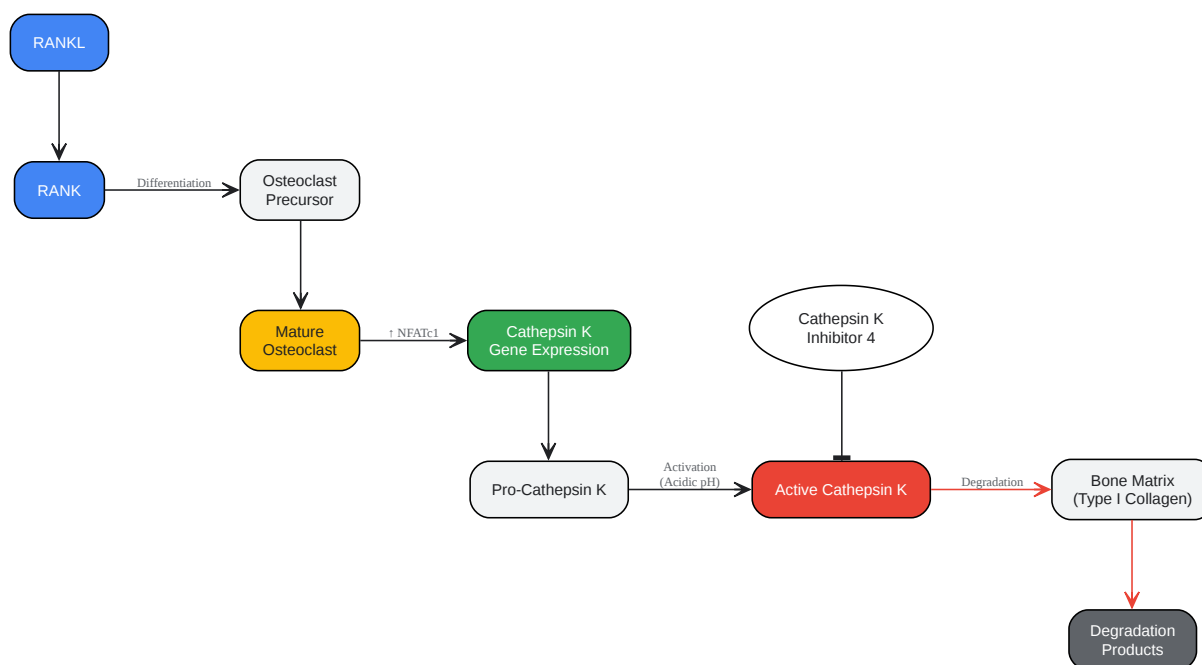 RANKL
RANK
Differentiation
Osteoclast
Precursor
Mature
Osteoclast
↑ NFATc1
Cathepsin K
Gene Expression
Cathepsin K
Inhibitor 4
Pro-Cathepsin K
Activation
(Acidic pH)
Active Cathepsin K
Degradation
Bone Matrix
(Type I Collagen)
Degradation
Products